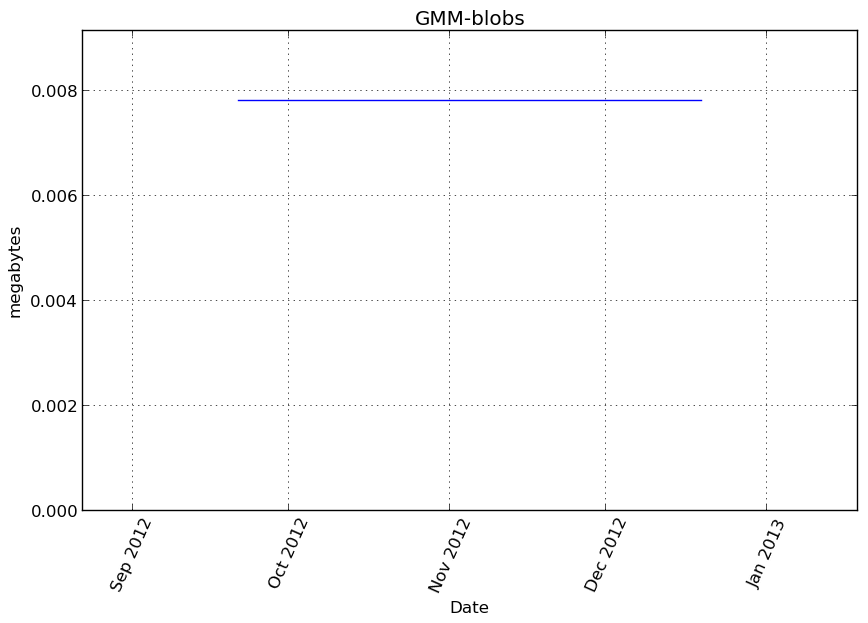 GMM-blobs
0.008
0.006
0.004
0.002
0.000
megabytes
Sep 2012
Oct 2012
Nov 2012
Dec 2012
Jan 2013
Date